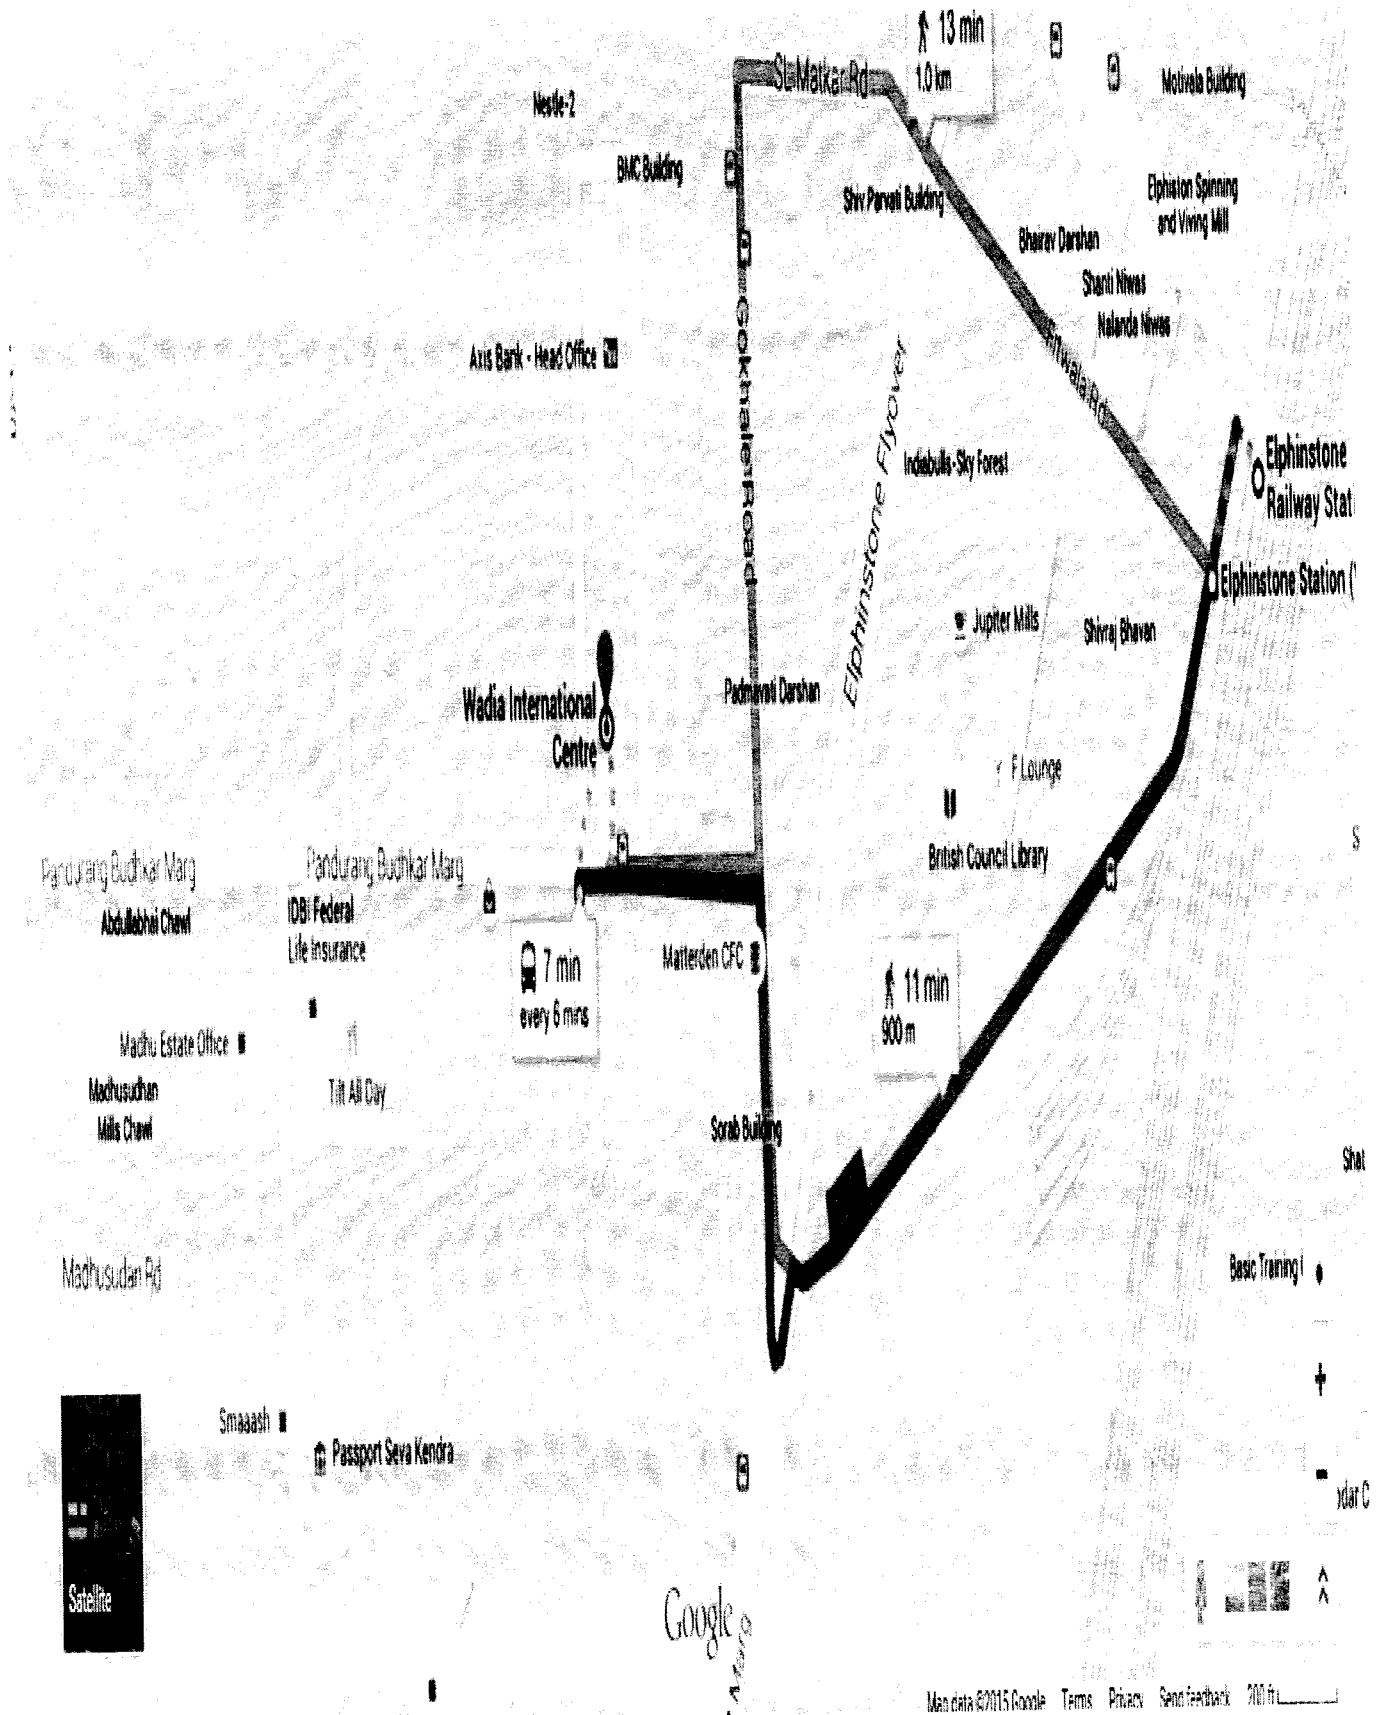 13 min
1.0 km
SL Matkar Rd
Motivala Building
Nestle-2
BMC Building
Elphiston Spinning
and Viving Mill
Shiv Parvati Building
Bhairav Darshan
Shanti Niwas
Nalanda Niwas
Gokhale Road
Axis Bank - Head Office
Elphinstone Flyover
Fitwala Rd
Indiabulls-Sky Forest
Elphinstone
Railway Stat
Elphinstone Station (
Jupiter Mills
Shivraj Bhavan
Wadia International
Centre
Padmavati Darshan
F Lounge
British Council Library
S
Pandurang Budhkar Marg
Pandurang Budhkar Marg
Abdullabhai Chawl
IDBI Federal
Life Insurance
7 min
every 6 mins
Matterden CFC
11 min
900 m
Madhu Estate Office
Madhusudhan
Mills Chawl
Tilt All Day
Sorab Building
Shat
Madhusudan Rd
Basic Training I
Smaaash
Passport Seva Kendra
dar C
Satellite
Google
Marg
Map data ©2015 Google Terms Privacy Send feedback 200 ft